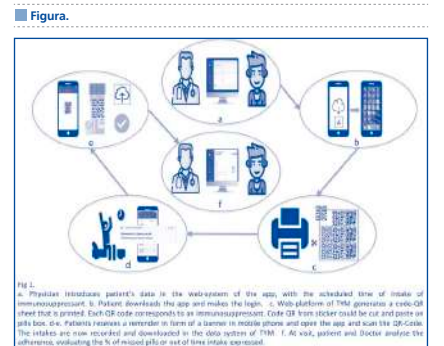 Figura.
a
b
c
d
e
f
Fig 1.
a. Physician introduces patient's data in the web-system of the app, with the scheduled time of intake of
immunosuppressant. b. Patient downloads the app and makes the login. c. Web-platform of TYM generates a code-QR
sheet that is printed. Each QR code corresponds to an immunosuppressant. Code QR from sticker could be cut and paste on
pills box. d-e. Patients receives a reminder in form of a banner in mobile phone and open the app and scan the QR-Code.
The intakes are now recorded and downloaded in the data system of TYM. f. At visit, patient and Doctor analyse the
adherence, evaluating the % of missed pills or out of time intake expressed.